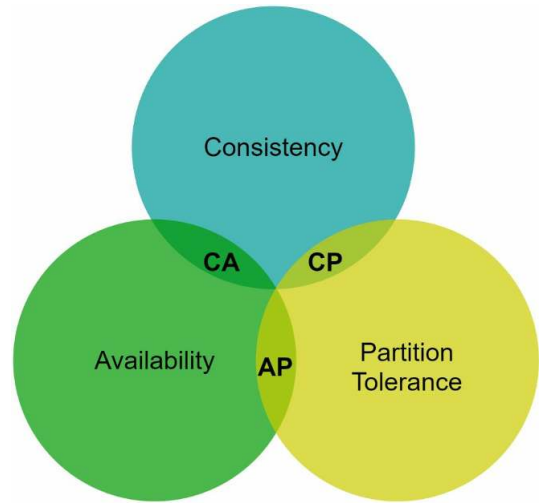 Consistency
CA
CP
Availability
AP
Partition
Tolerance